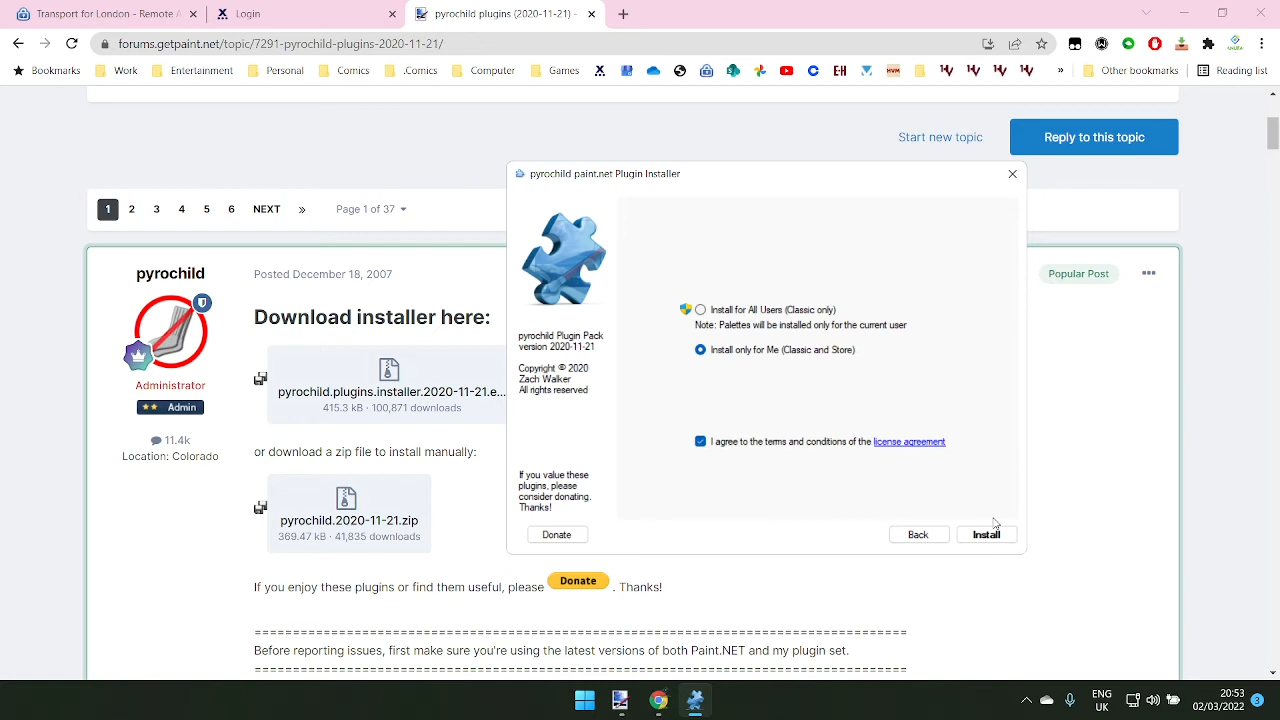 Transport for London - Remote
Login
pyrochild plugins (2020-11-21) -
forums.getpaint.net/topic/7291-pyrochild-plugins-2020-11-21/
Bookmarks
Work
Entertainment
Personal
Comics
.Comics
Computer
Games
»
Other bookmarks
Reading list
Start new topic
Reply to this topic
1 2 3 4 5 6 NEXT » Page 1 of 37
pyrochild
Administrator
Admin
11.4k
Location: Colorado
Posted December 18, 2007
Popular Post
Download installer here:
pyrochild.plugins.installer.2020-11-21.e...
415.3 kB · 100,871 downloads
or download a zip file to install manually:
pyrochild.2020-11-21.zip
369.47 kB · 41,835 downloads
If you enjoy these plugins or find them useful, please Donate . Thanks!
=================================================================
Before reporting issues, first make sure you're using the latest versions of both Paint.NET and my plugin set.
=================================================================
pyrochild paint.net Plugin Installer
pyrochild Plugin Pack
version 2020-11-21
Copyright © 2020
Zach Walker
All rights reserved
If you value these
plugins, please
consider donating.
Thanks!
Donate
Install for All Users (Classic only)
Note: Palettes will be installed only for the current user
Install only for Me (Classic and Store)
I agree to the terms and conditions of the license agreement
Back
Install
ENG
UK
20:53
02/03/2022
3